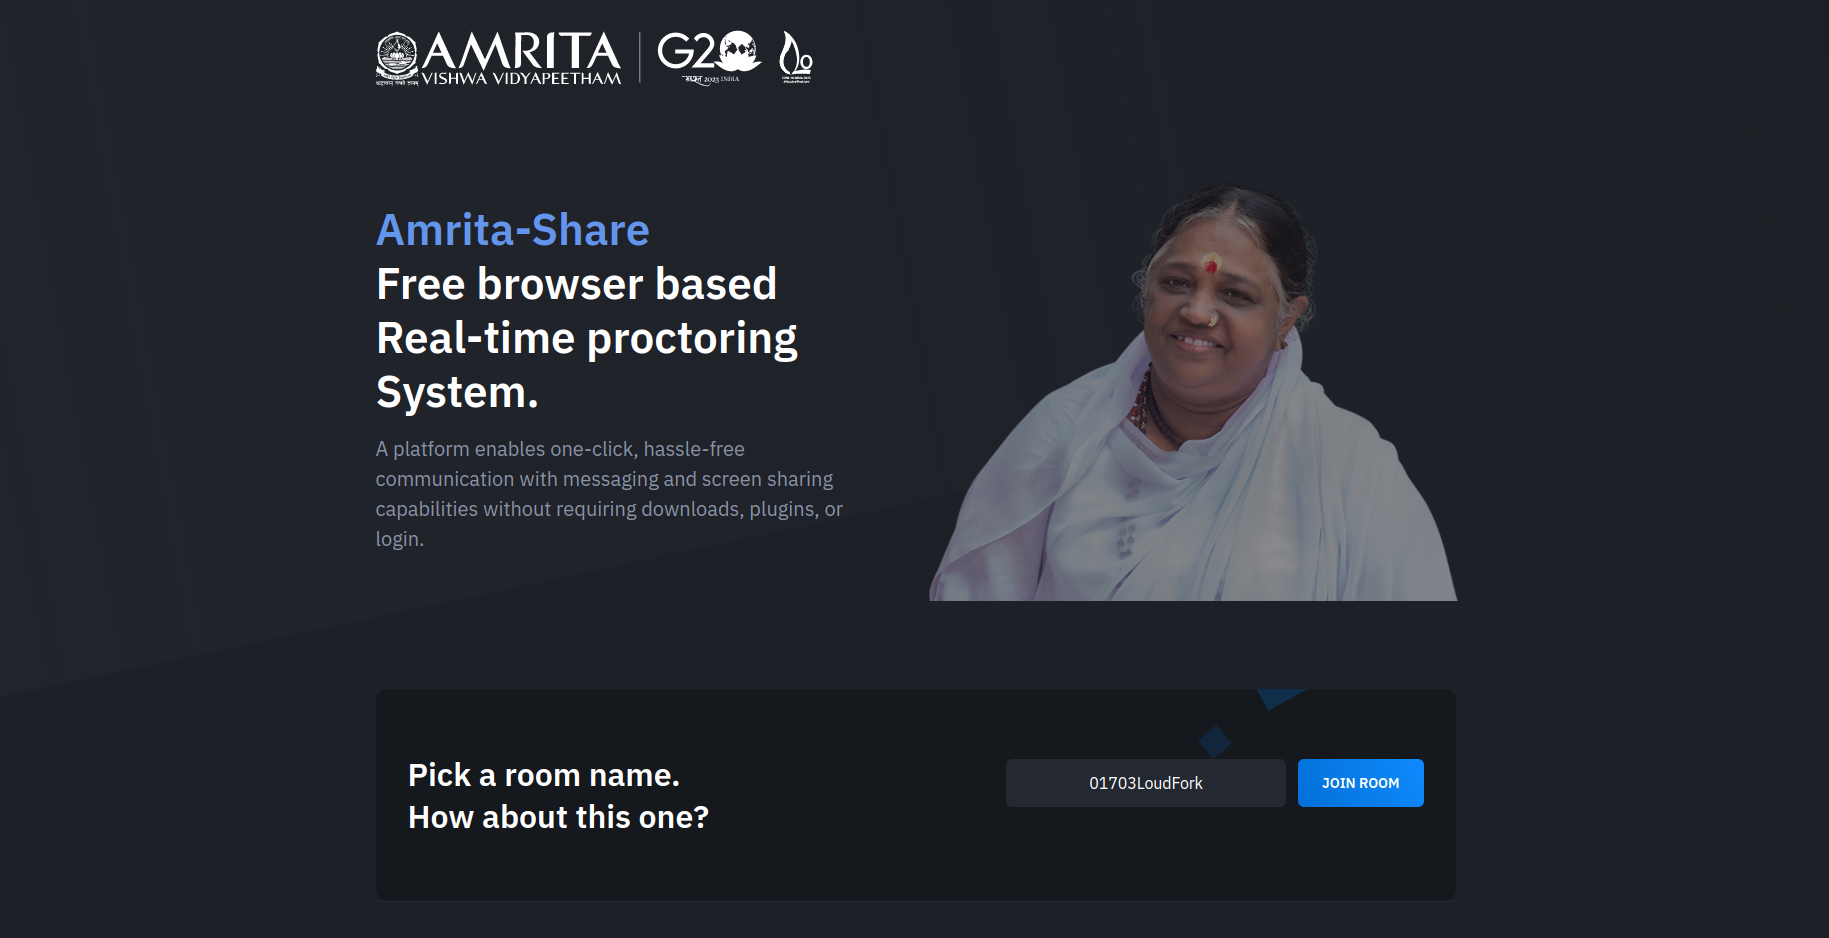 AMRITA
VISHWA VIDYAPEETHAM
G20
2023 INDIA
Amrita-Share
Free browser based
Real-time proctoring
System.
A platform enables one-click, hassle-free
communication with messaging and screen sharing
capabilities without requiring downloads, plugins, or
login.
Pick a room name.
How about this one?
01703LoudFork
JOIN ROOM